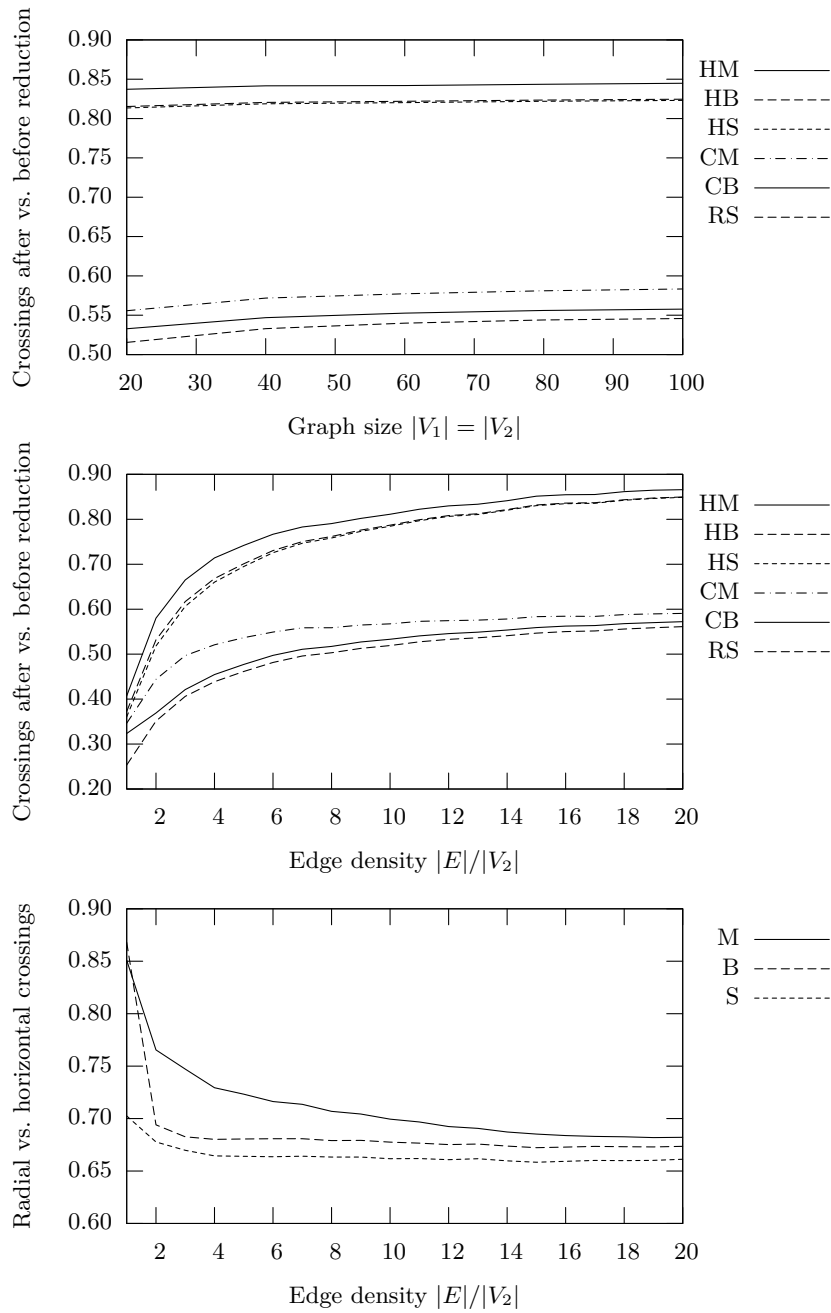 Crossings after vs. before reduction
0.90
0.85
0.80
0.75
0.70
0.65
0.60
0.55
0.50
20 30 40 50 60 70 80 90 100
Graph size |V1| = |V2|
HM
HB
HS
CM
CB
RS
Crossings after vs. before reduction
0.90
0.80
0.70
0.60
0.50
0.40
0.30
0.20
2 4 6 8 10 12 14 16 18 20
Edge density |E|/|V2|
HM
HB
HS
CM
CB
RS
Radial vs. horizontal crossings
0.90
0.85
0.80
0.75
0.70
0.65
0.60
2 4 6 8 10 12 14 16 18 20
Edge density |E|/|V2|
M
B
S